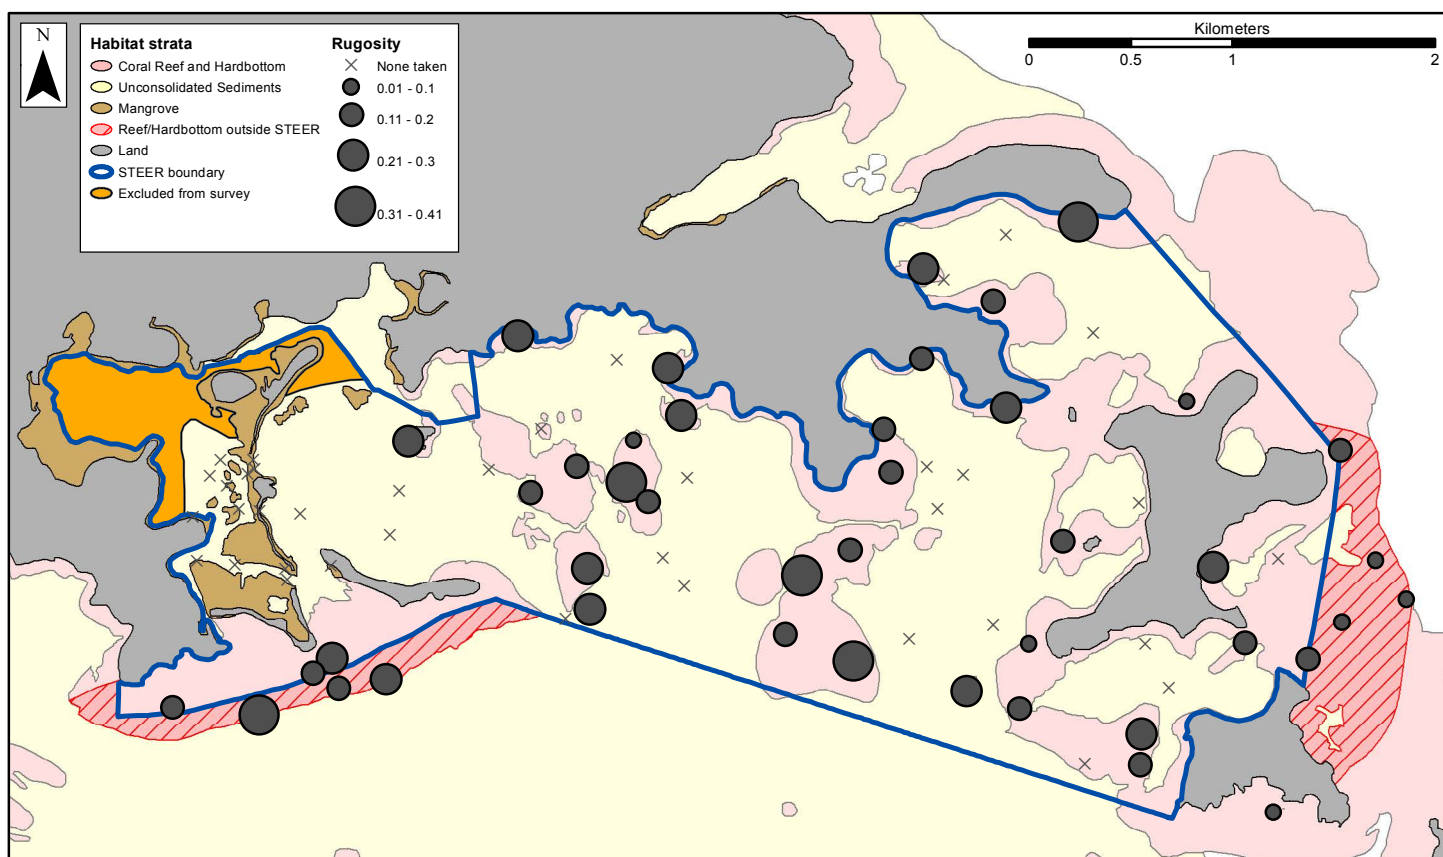 N
Habitat strata
Coral Reef and Hardbottom
Unconsolidated Sediments
Mangrove
Reef/Hardbottom outside STEER
Land
STEER boundary
Excluded from survey
Rugosity
None taken
0.01 - 0.1
0.11 - 0.2
0.21 - 0.3
0.31 - 0.41
Kilometers
0 0.5 1 2